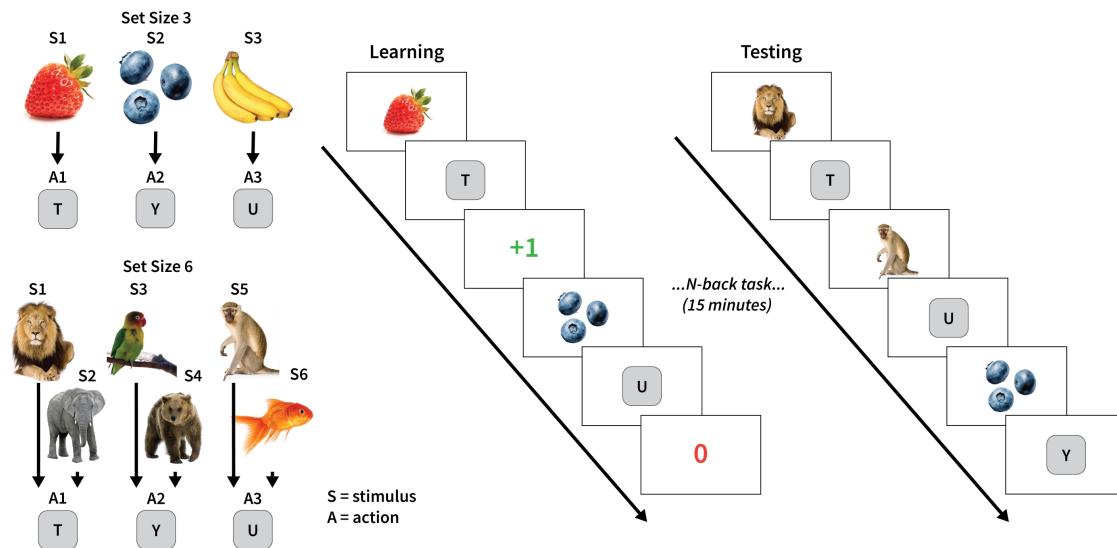 Set Size 3
S1
S2
S3
A1
A2
A3
T
Y
U
Set Size 6
S1
S3
S5
S2
S4
S6
A1
A2
A3
T
Y
U
S = stimulus
A = action
Learning
T
+1
U
0
...N-back task...
(15 minutes)
Testing
T
U
Y